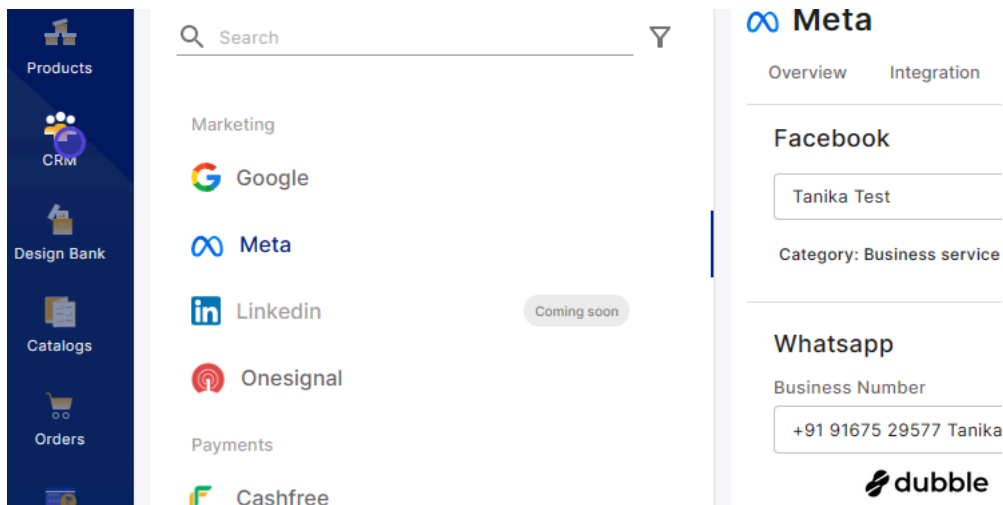 Products
CRM
Design Bank
Catalogs
Orders
Search
Marketing
Google
Meta
Linkedin
Coming soon
Onesignal
Payments
Cashfree
Meta
Overview Integration
Facebook
Tanika Test
Category: Business service
Whatsapp
Business Number
+91 91675 29577 Tanika
dubble